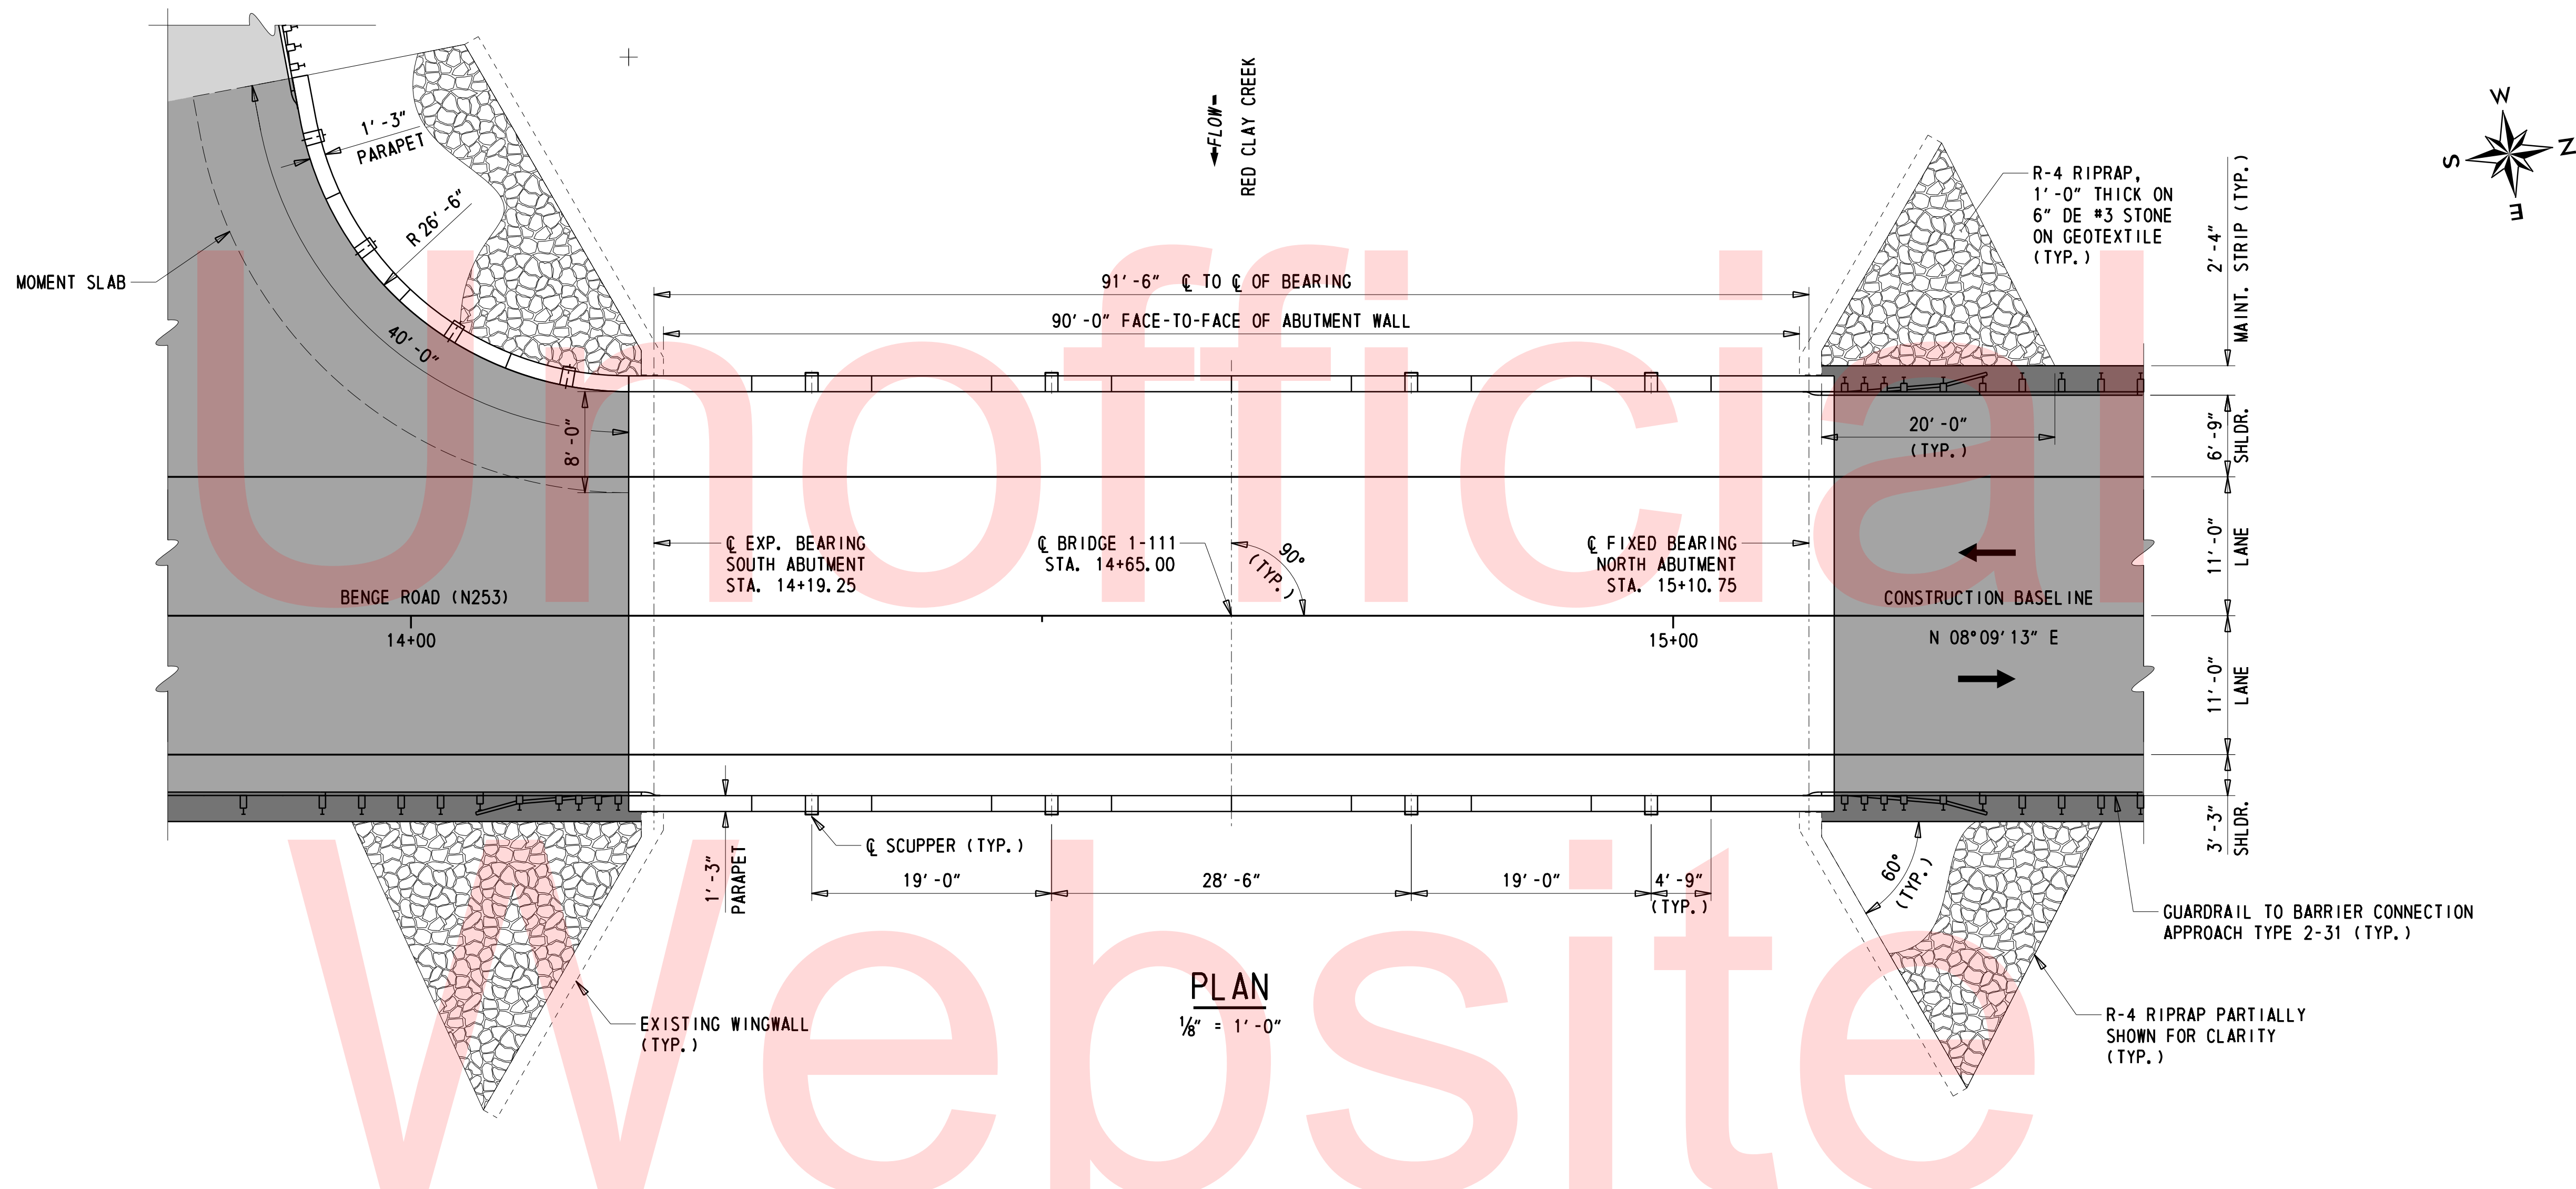 W
N
S
E
1'-3"
PARAPET
R 26'-6"
MOMENT SLAB
40'-0"
8'-0"
FLOW
RED CLAY CREEK
91'-6" ℄ TO ℄ OF BEARING
90'-0" FACE-TO-FACE OF ABUTMENT WALL
R-4 RIPRAP,
1'-0" THICK ON
6" DE #3 STONE
ON GEOTEXTILE
(TYP.)
2'-4"
MAINT. STRIP (TYP.)
6'-9"
SHLDR.
11'-0"
LANE
11'-0"
LANE
3'-3"
SHLDR.
20'-0"
(TYP.)
℄ EXP. BEARING
SOUTH ABUTMENT
STA. 14+19.25
℄ BRIDGE 1-111
STA. 14+65.00
90°
(TYP.)
℄ FIXED BEARING
NORTH ABUTMENT
STA. 15+10.75
BENGE ROAD (N253)
14+00
15+00
CONSTRUCTION BASELINE
N 08°09'13" E
1'-3"
PARAPET
℄ SCUPPER (TYP.)
19'-0"
28'-6"
19'-0"
4'-9"
(TYP.)
60°
(TYP.)
GUARDRAIL TO BARRIER CONNECTION
APPROACH TYPE 2-31 (TYP.)
EXISTING WINGWALL
(TYP.)
R-4 RIPRAP PARTIALLY
SHOWN FOR CLARITY
(TYP.)
PLAN
⅛" = 1'-0"
Unofficial
Website